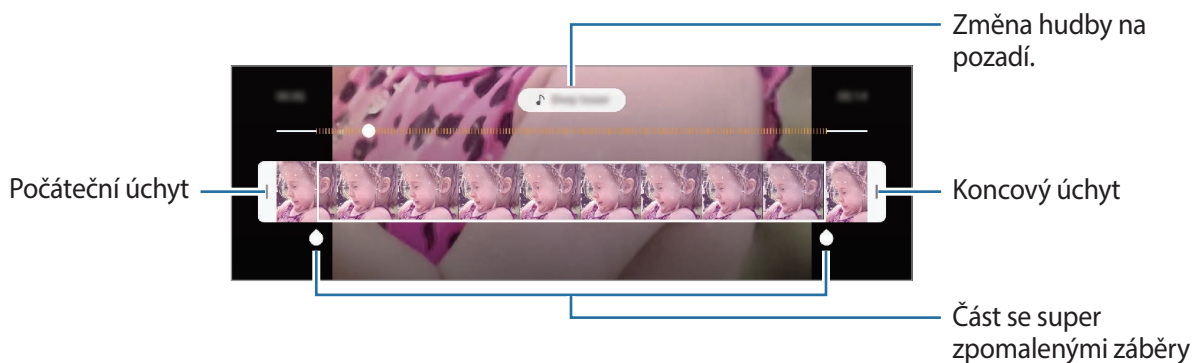 Změna hudby na
pozadí.
Počáteční úchyt
Koncový úchyt
Část se super
zpomalenými záběry